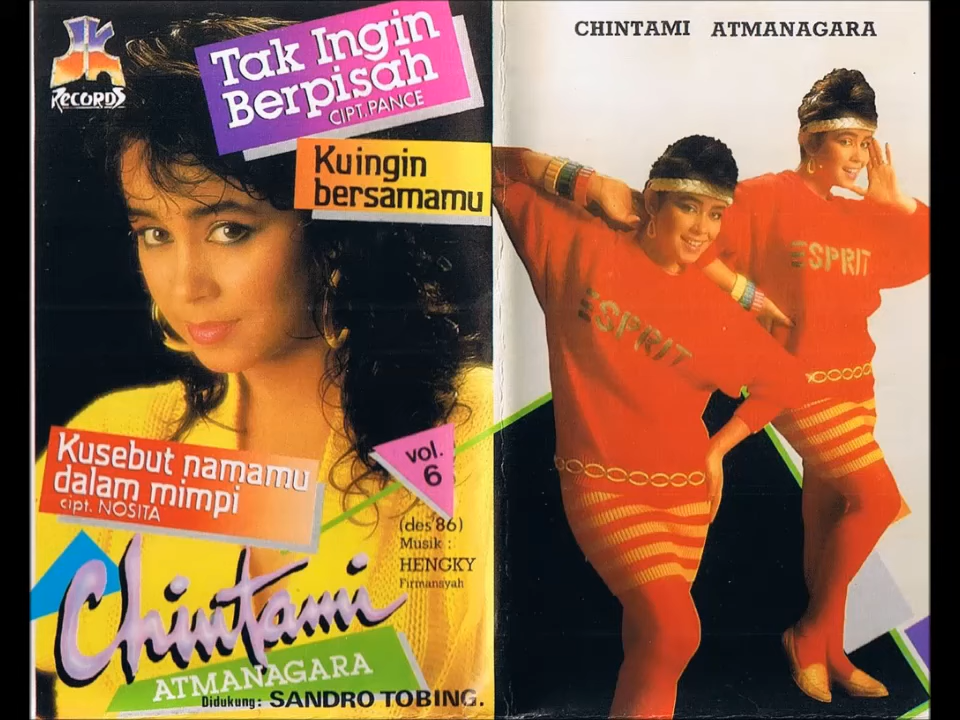 JK
RECORDS
Tak Ingin
Berpisah
CIPT. PANCE
Kuingin
bersamamu
Kusebut namamu
dalam mimpi
cipt. NOSITA
vol.
6
(des'86)
Musik :
HENGKY
Firmansyah
Chintami
ATMANAGARA
Didukung: SANDRO TOBING.
CHINTAMI ATMANAGARA
ESPRIT
ESPRIT